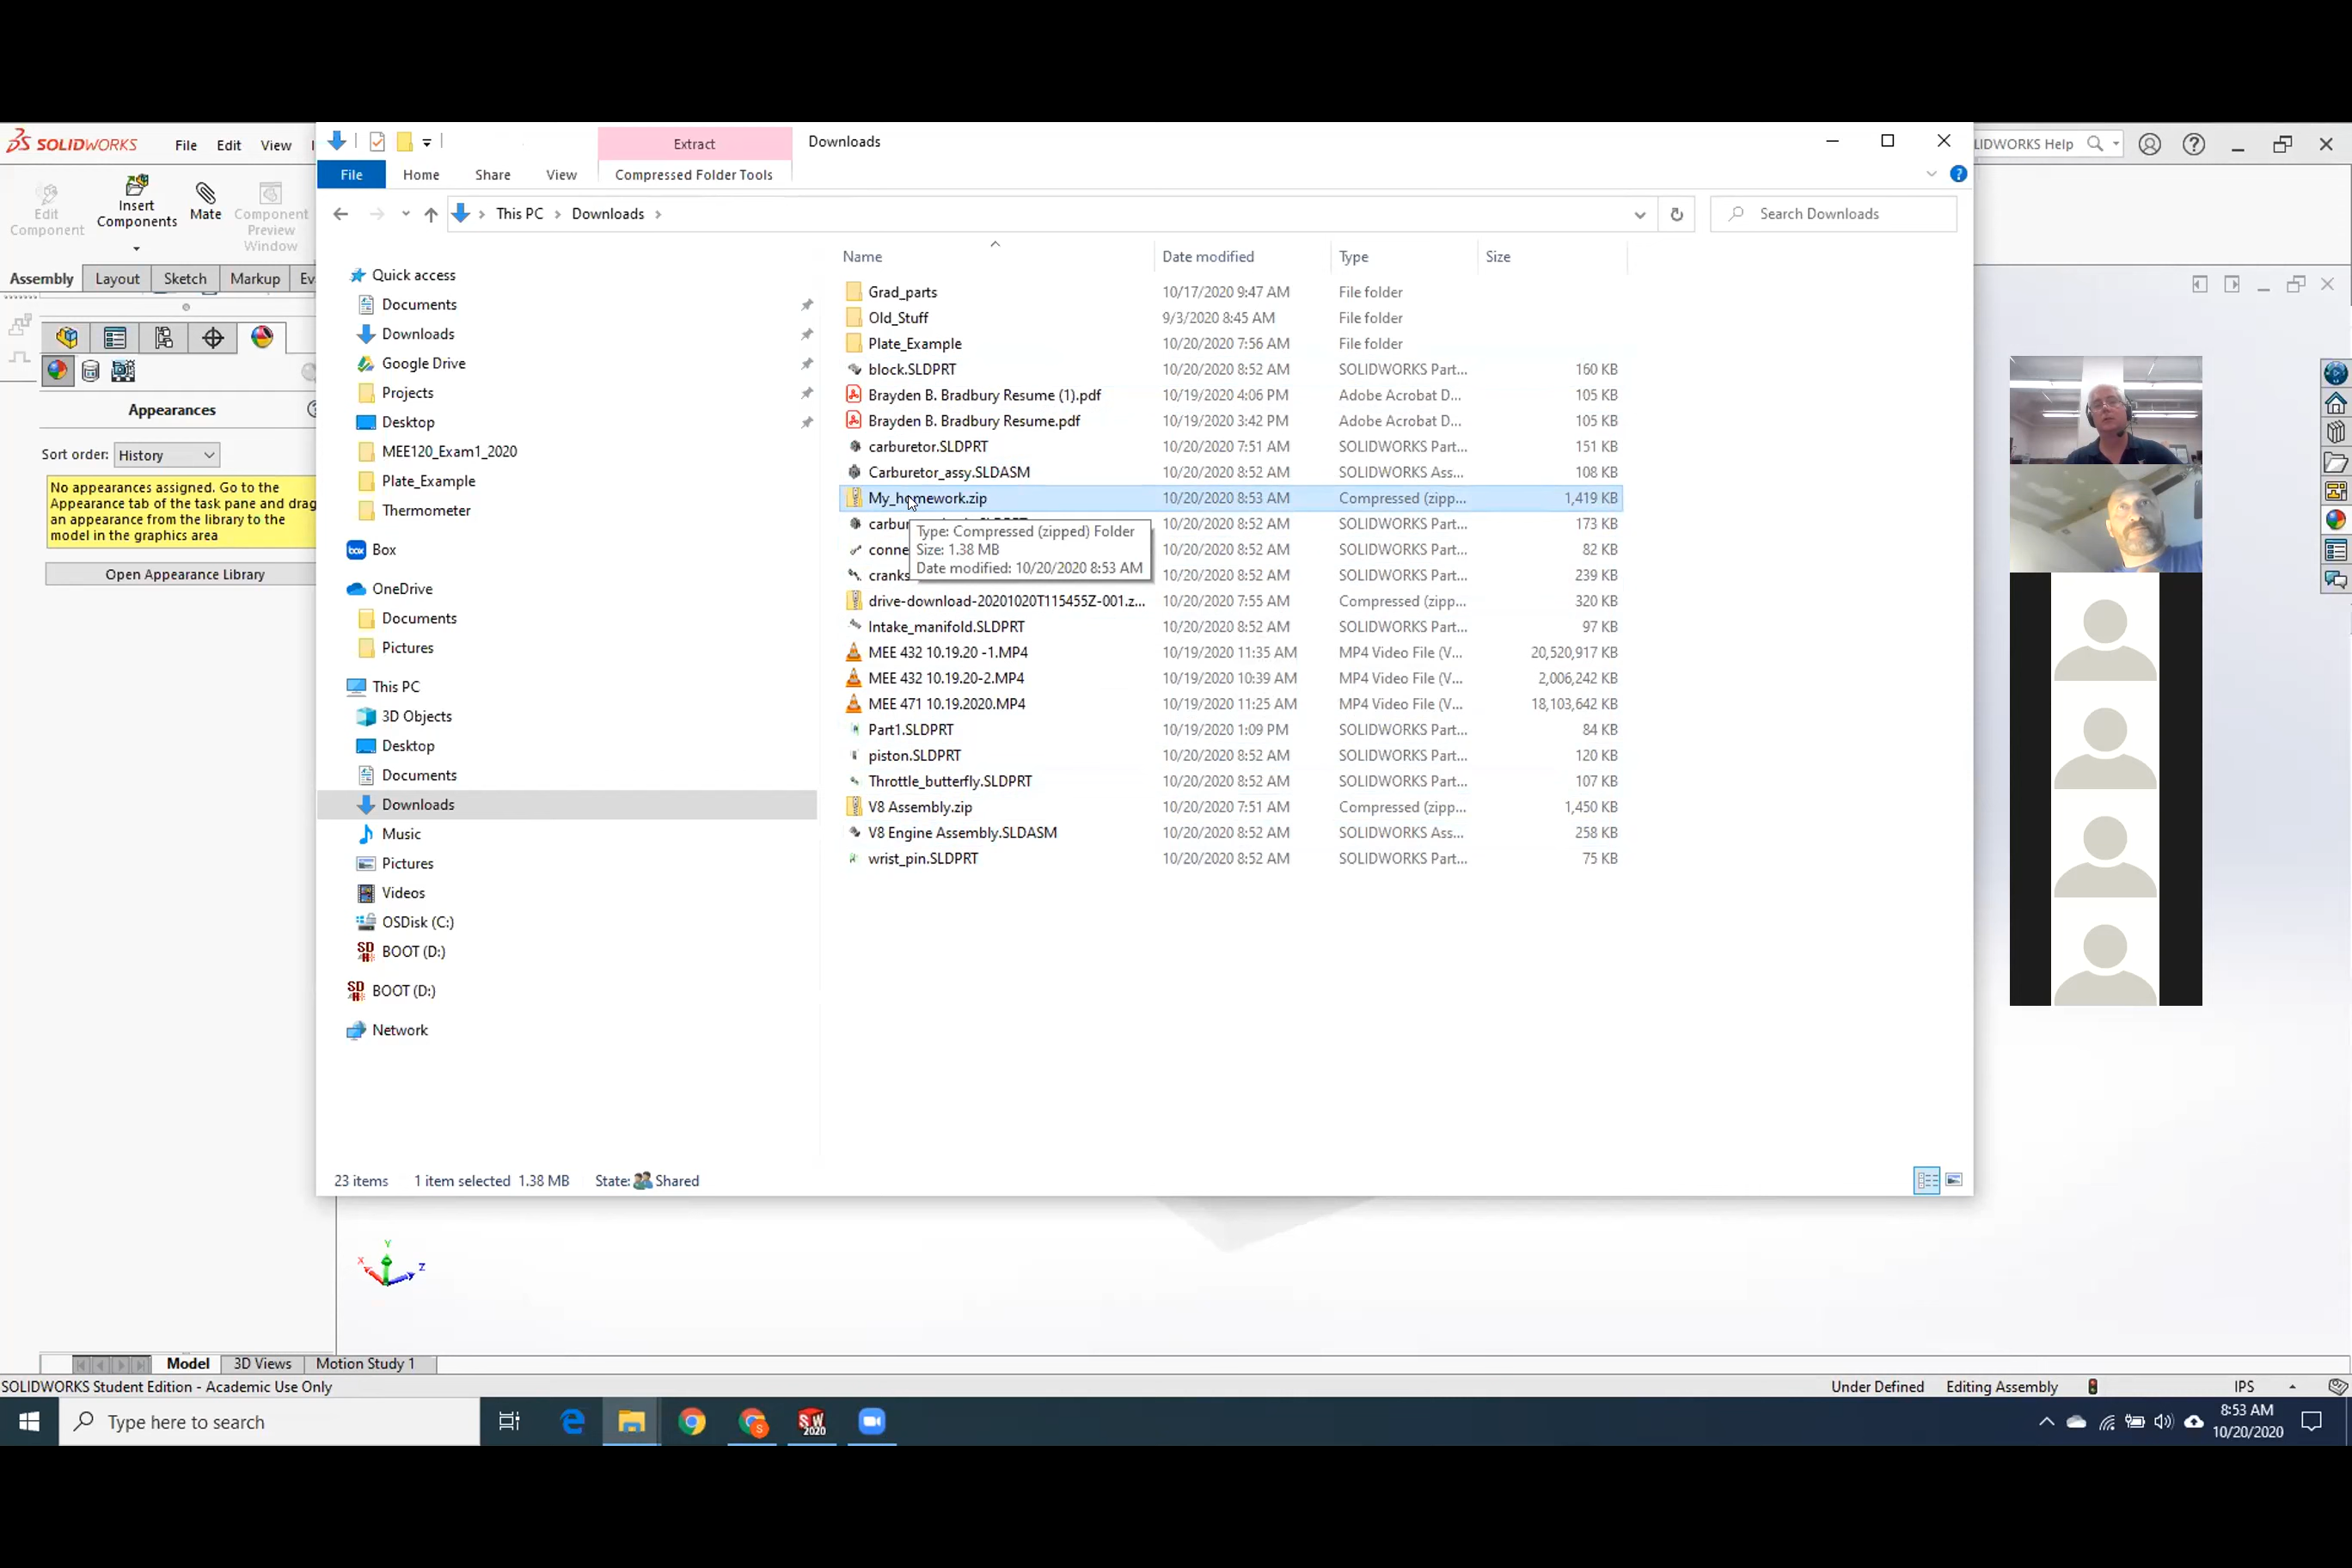 SOLIDWORKS File Edit View
Extract Downloads
SOLIDWORKS Help
File Home Share View Compressed Folder Tools
Edit Component
Insert Components
Mate
Component Preview Window
This PC Downloads
Search Downloads
Assembly Layout Sketch Markup
Appearances
Sort order: History
No appearances assigned. Go to the
Appearance tab of the task pane and drag
an appearance from the library to the
model in the graphics area
Open Appearance Library
Quick access
Documents
Downloads
Google Drive
Projects
Desktop
MEE120_Exam1_2020
Plate_Example
Thermometer
Box
OneDrive
Documents
Pictures
This PC
3D Objects
Desktop
Documents
Downloads
Music
Pictures
Videos
OSDisk (C:)
BOOT (D:)
BOOT (D:)
Network
Name Date modified Type Size
Grad_parts 10/17/2020 9:47 AM File folder
Old_Stuff 9/3/2020 8:45 AM File folder
Plate_Example 10/20/2020 7:56 AM File folder
block.SLDPRT 10/20/2020 8:52 AM SOLIDWORKS Part... 160 KB
Brayden B. Bradbury Resume (1).pdf 10/19/2020 4:06 PM Adobe Acrobat D... 105 KB
Brayden B. Bradbury Resume.pdf 10/19/2020 3:42 PM Adobe Acrobat D... 105 KB
carburetor.SLDPRT 10/20/2020 7:51 AM SOLIDWORKS Part... 151 KB
Carburetor_assy.SLDASM 10/20/2020 8:52 AM SOLIDWORKS Ass... 108 KB
My_homework.zip 10/20/2020 8:53 AM Compressed (zipp... 1,419 KB
carbur 10/20/2020 8:52 AM SOLIDWORKS Part... 173 KB
conne 10/20/2020 8:52 AM SOLIDWORKS Part... 82 KB
cranks 10/20/2020 8:52 AM SOLIDWORKS Part... 239 KB
Type: Compressed (zipped) Folder
Size: 1.38 MB
Date modified: 10/20/2020 8:53 AM
drive-download-20201020T115455Z-001.z... 10/20/2020 7:55 AM Compressed (zipp... 320 KB
Intake_manifold.SLDPRT 10/20/2020 8:52 AM SOLIDWORKS Part... 97 KB
MEE 432 10.19.20 -1.MP4 10/19/2020 11:35 AM MP4 Video File (V... 20,520,917 KB
MEE 432 10.19.20-2.MP4 10/19/2020 10:39 AM MP4 Video File (V... 2,006,242 KB
MEE 471 10.19.2020.MP4 10/19/2020 11:25 AM MP4 Video File (V... 18,103,642 KB
Part1.SLDPRT 10/19/2020 1:09 PM SOLIDWORKS Part... 84 KB
piston.SLDPRT 10/20/2020 8:52 AM SOLIDWORKS Part... 120 KB
Throttle_butterfly.SLDPRT 10/20/2020 8:52 AM SOLIDWORKS Part... 107 KB
V8 Assembly.zip 10/20/2020 7:51 AM Compressed (zipp... 1,450 KB
V8 Engine Assembly.SLDASM 10/20/2020 8:52 AM SOLIDWORKS Ass... 258 KB
wrist_pin.SLDPRT 10/20/2020 8:52 AM SOLIDWORKS Part... 75 KB
23 items 1 item selected 1.38 MB State: Shared
Y
X Z
Model 3D Views Motion Study 1
SOLIDWORKS Student Edition - Academic Use Only Under Defined Editing Assembly IPS
Type here to search
SW 2020
8:53 AM
10/20/2020